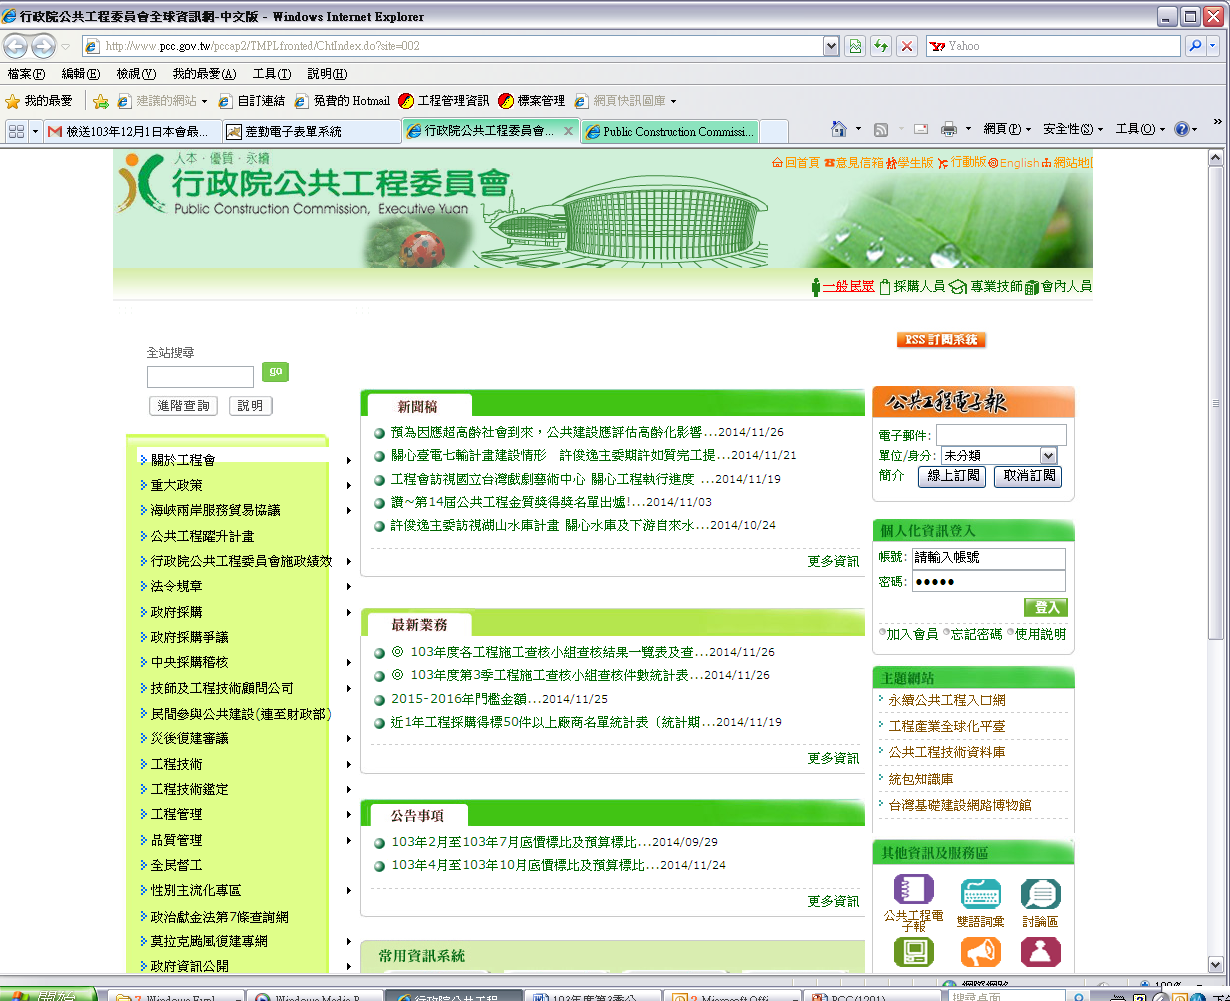 行政院公共工程委員會全球資訊網-中文版 - Windows Internet Explorer
http://www.pcc.gov.tw/pccap2/TMPLfronted/ChtIndex.do?site=002
Yahoo
檔案(F) 編輯(E) 檢視(V) 我的最愛(A) 工具(T) 說明(H)
我的最愛 建議的網站 自訂連結 免費的 Hotmail 工程管理資訊 標案管理 網頁快訊圖庫
檢送103年12月1日本會最... 差勤電子表單系統 行政院公共工程委員會... Public Construction Commissi... 網頁(P) 安全性(S) 工具(O)
人本‧優質‧永續
行政院公共工程委員會
Public Construction Commission, Executive Yuan
回首頁 意見信箱 學生版 行動版 English 網站地
一般民眾 採購人員 專業技師 會內人員
RSS 訂閱系統
全站搜尋
go
進階查詢 說明
關於工程會
重大政策
海峽兩岸服務貿易協議
公共工程躍升計畫
行政院公共工程委員會施政績效
法令規章
政府採購
政府採購爭議
中央採購稽核
技師及工程技術顧問公司
民間參與公共建設(連至財政部)
災後復建審議
工程技術
工程技術鑑定
工程管理
品質管理
全民督工
性別主流化專區
政治獻金法第7條查詢網
莫拉克颱風復建專網
政府資訊公開
新聞稿
預為因應超高齡社會到來，公共建設應評估高齡化影響...2014/11/26
關心臺電七輸計畫建設情形 許俊逸主委期許如質完工提...2014/11/21
工程會訪視國立台灣戲劇藝術中心 關心工程執行進度 ...2014/11/19
讚~第14屆公共工程金質獎得獎名單出爐!...2014/11/03
許俊逸主委訪視湖山水庫計畫 關心水庫及下游自來水...2014/10/24
更多資訊
最新業務
◎ 103年度各工程施工查核小組查核結果一覽表及查...2014/11/26
◎ 103年度第3季工程施工查核小組查核件數統計表...2014/11/26
2015-2016年門檻金額...2014/11/25
近1年工程採購得標50件以上廠商名單統計表〔統計期...2014/11/19
更多資訊
公告事項
103年2月至103年7月底價標比及預算標比...2014/09/29
103年4月至103年10月底價標比及預算標比...2014/11/24
更多資訊
常用資訊系統
公共工程電子報
電子郵件:
單位/身分: 未分類
簡介 線上訂閱 取消訂閱
個人化資訊登入
帳號: 請輸入帳號
密碼: ●●●●●
登入
加入會員 忘記密碼 使用說明
主題網站
永續公共工程入口網
工程產業全球化平臺
公共工程技術資料庫
統包知識庫
台灣基礎建設網路博物館
其他資訊及服務區
公共工程電子報 雙語詞彙 討論區
開始 7 Windows Expl... Windows Media P... 行政院公共工程... 103年度第3季公... 2 Microsoft Offi... PCC(1201) 搜尋桌面